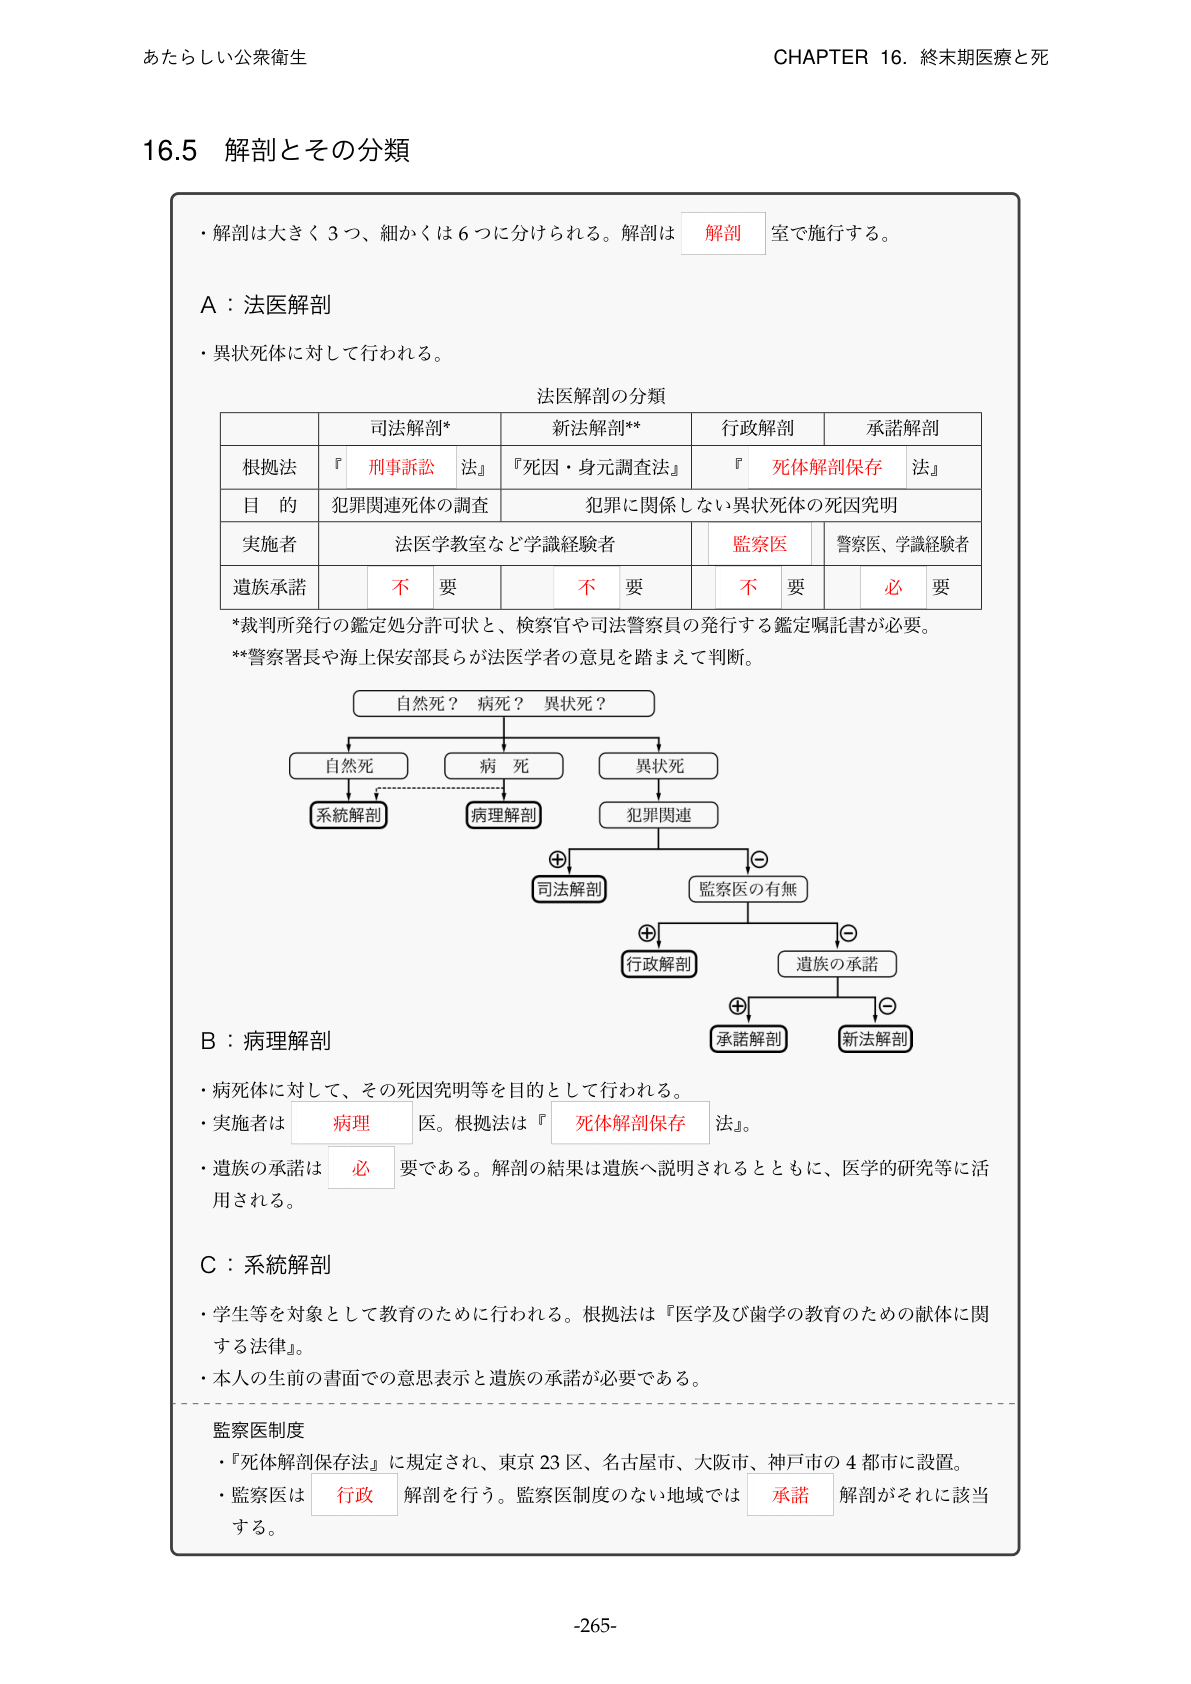 あたらしい公衆衛生　CHAPTER 16. 終末期医療と死
16.5　解剖とその分類
・解剖は大きく 3 つ、細かくは 6 つに分けられる。解剖は 解剖 室で施行する。
A：法医解剖
・異状死体に対して行われる。
法医解剖の分類
司法解剖*　新法解剖**　行政解剖　承諾解剖
根拠法　『 刑事訴訟 法』　『死因・身元調査法』　『 死体解剖保存 法』
目　的　犯罪関連死体の調査　犯罪に関係しない異状死体の死因究明
実施者　法医学教室など学識経験者　監察医　警察医、学識経験者
遺族承諾　不 要　不 要　不 要　必 要
*裁判所発行の鑑定処分許可状と、検察官や司法警察員の発行する鑑定嘱託書が必要。
**警察署長や海上保安部長らが法医学者の意見を踏まえて判断。
自然死？　病死？　異状死？
自然死　病　死　異状死
系統解剖　病理解剖　犯罪関連
⊕　⊖
司法解剖　監察医の有無
⊕　⊖
行政解剖　遺族の承諾
⊕　⊖
承諾解剖　新法解剖
B：病理解剖
・病死体に対して、その死因究明等を目的として行われる。
・実施者は 病理 医。根拠法は『 死体解剖保存 法』。
・遺族の承諾は 必 要である。解剖の結果は遺族へ説明されるとともに、医学的研究等に活
用される。
C：系統解剖
・学生等を対象として教育のために行われる。根拠法は『医学及び歯学の教育のための献体に関
する法律』。
・本人の生前の書面での意思表示と遺族の承諾が必要である。
監察医制度
・『死体解剖保存法』に規定され、東京 23 区、名古屋市、大阪市、神戸市の 4 都市に設置。
・監察医は 行政 解剖を行う。監察医制度のない地域では 承諾 解剖がそれに該当
する。
-265-